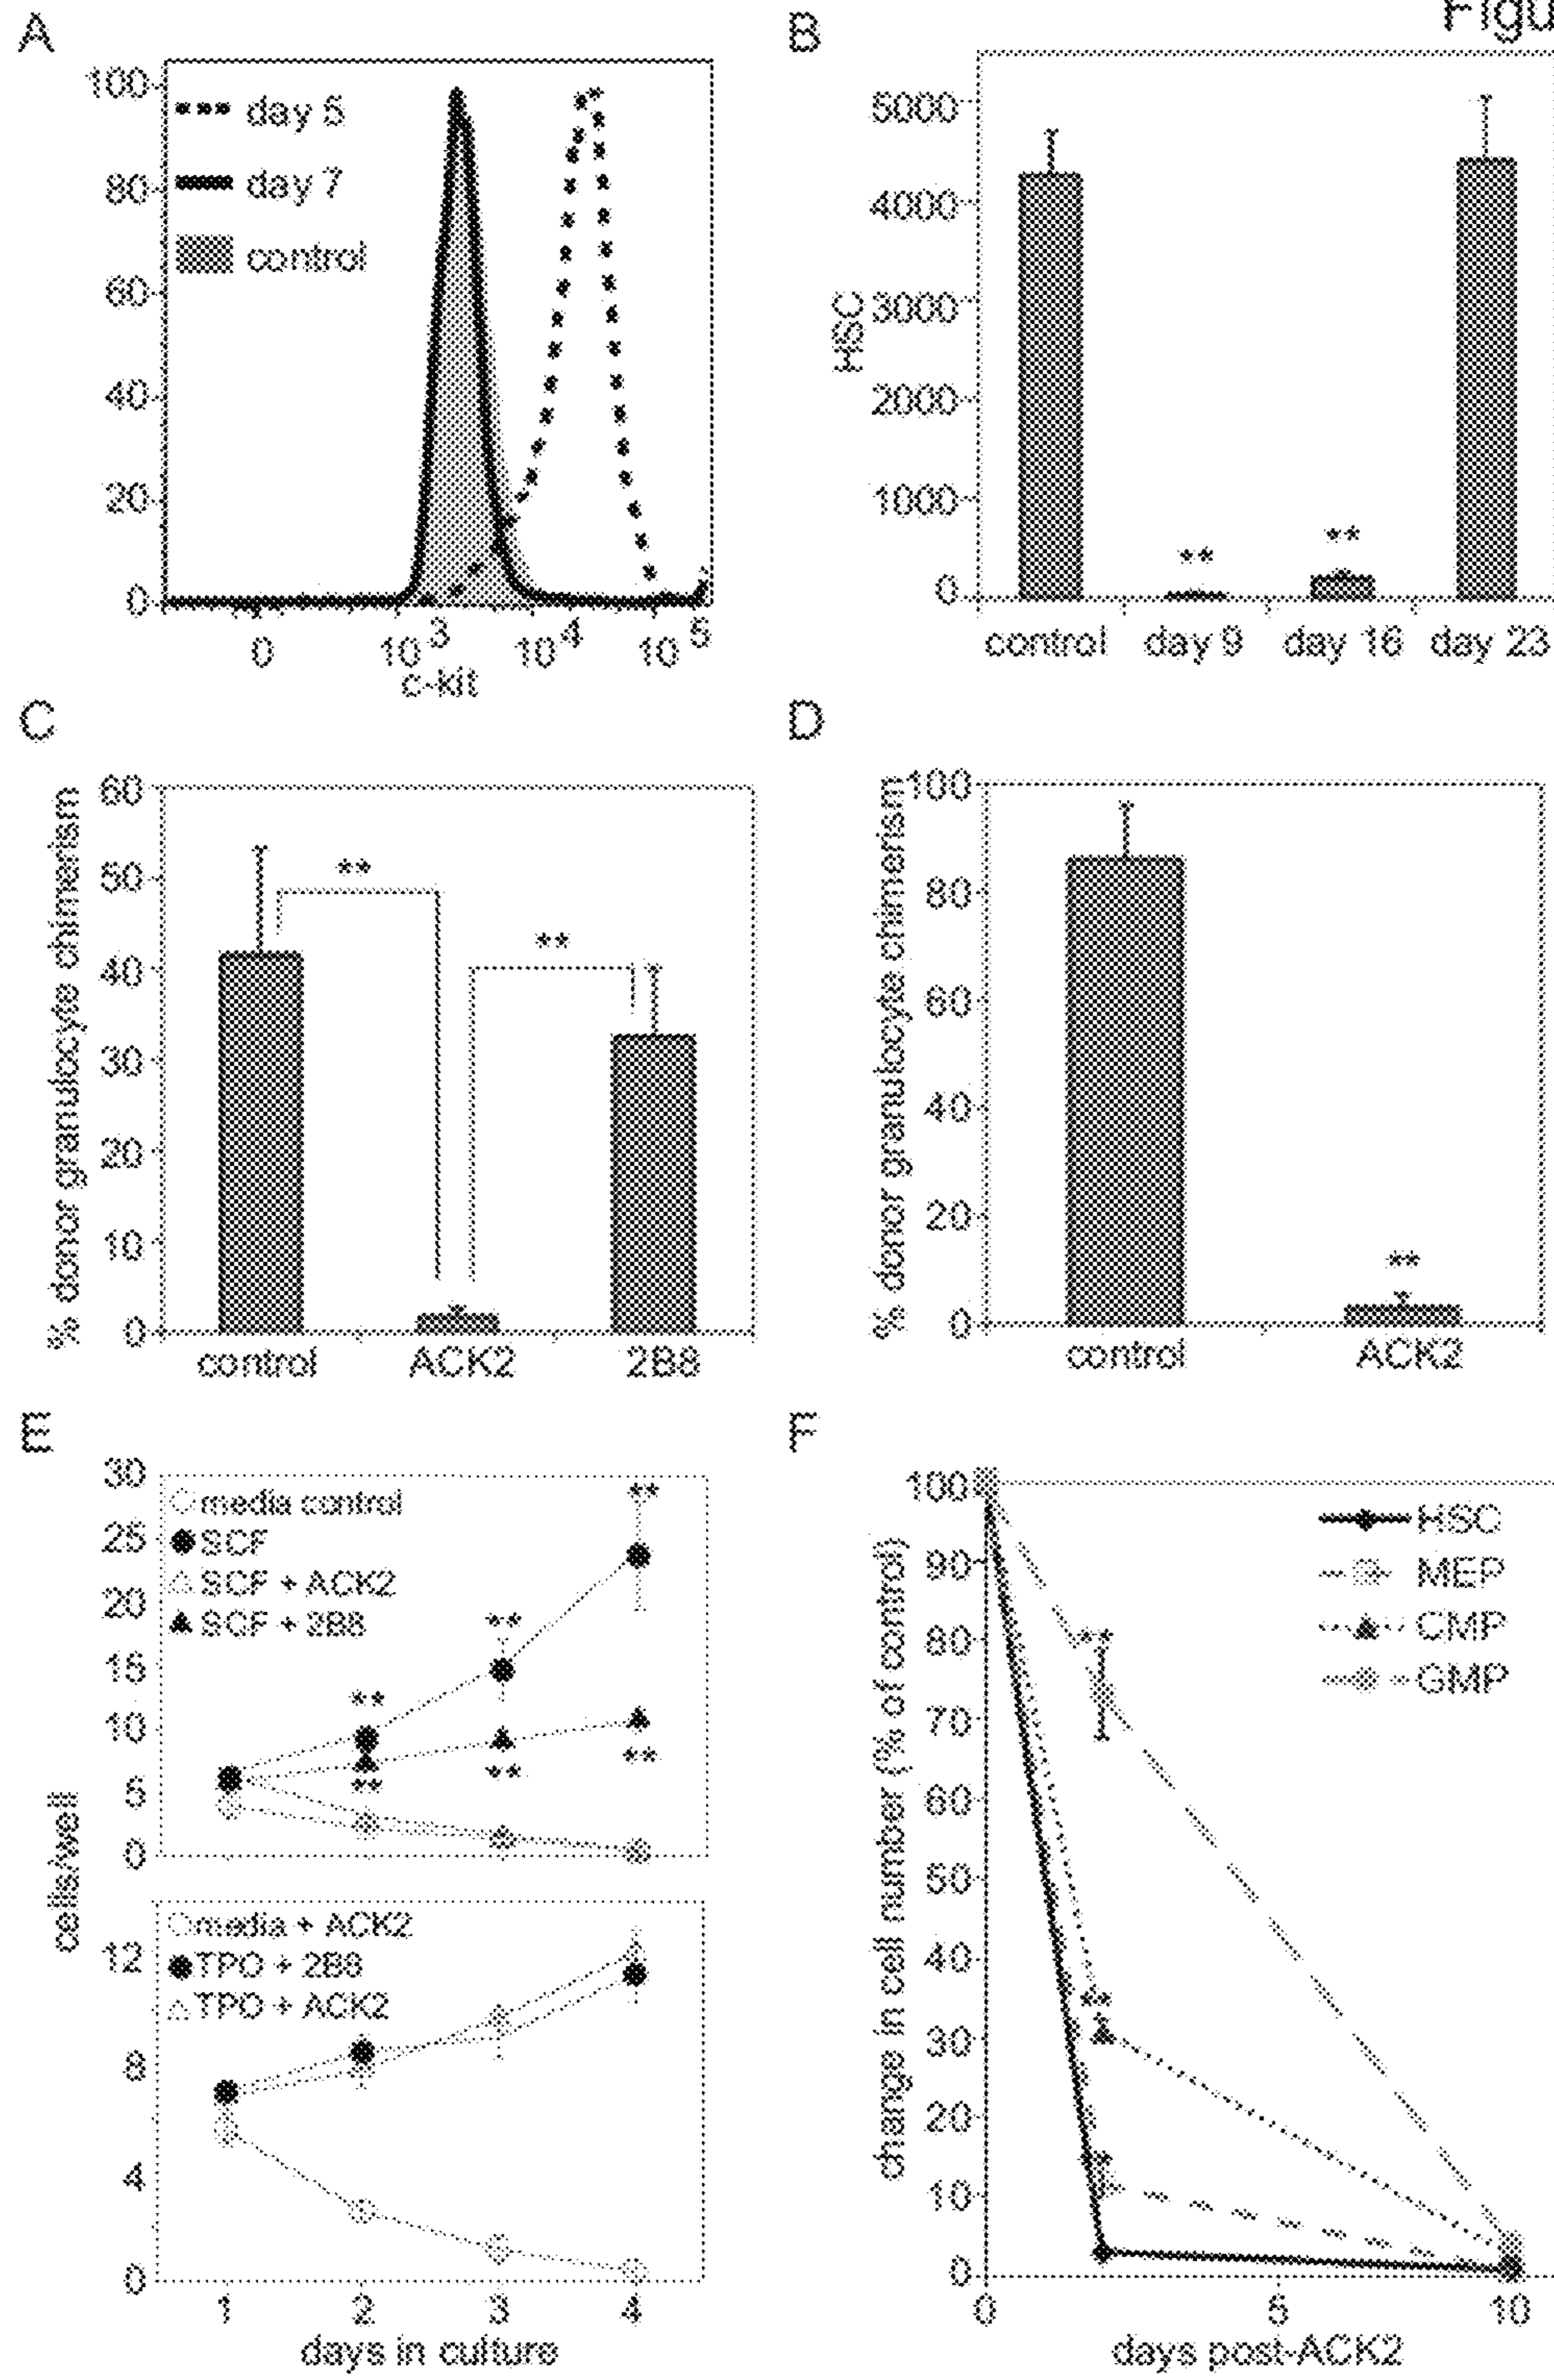 Figu
A
100
80
60
40
20
0
day 5
day 7
control
0 10 3 10 4 10 5
c-kit
B
5000
4000
3000
2000
1000
0
HSC
** **
control day 9 day 16 day 23
C
60
50
40
30
20
10
0
% donor granulocyte chimerism
** **
control ACK2 2B8
D
100
80
60
40
20
0
% donor granulocyte chimerism
**
control ACK2
E
30
25
20
15
10
5
0
media control
SCF
SCF + ACK2
SCF + 2B8
**
**
**
**
**
**
cells/well
12
8
4
0
media + ACK2
TPO + 2B8
TPO + ACK2
1 2 3 4
days in culture
F
100
90
80
70
60
50
40
30
20
10
0
change in cell number (% of control)
HSC
MEP
CMP
GMP
**
**
**
0 5 10
days post-ACK2